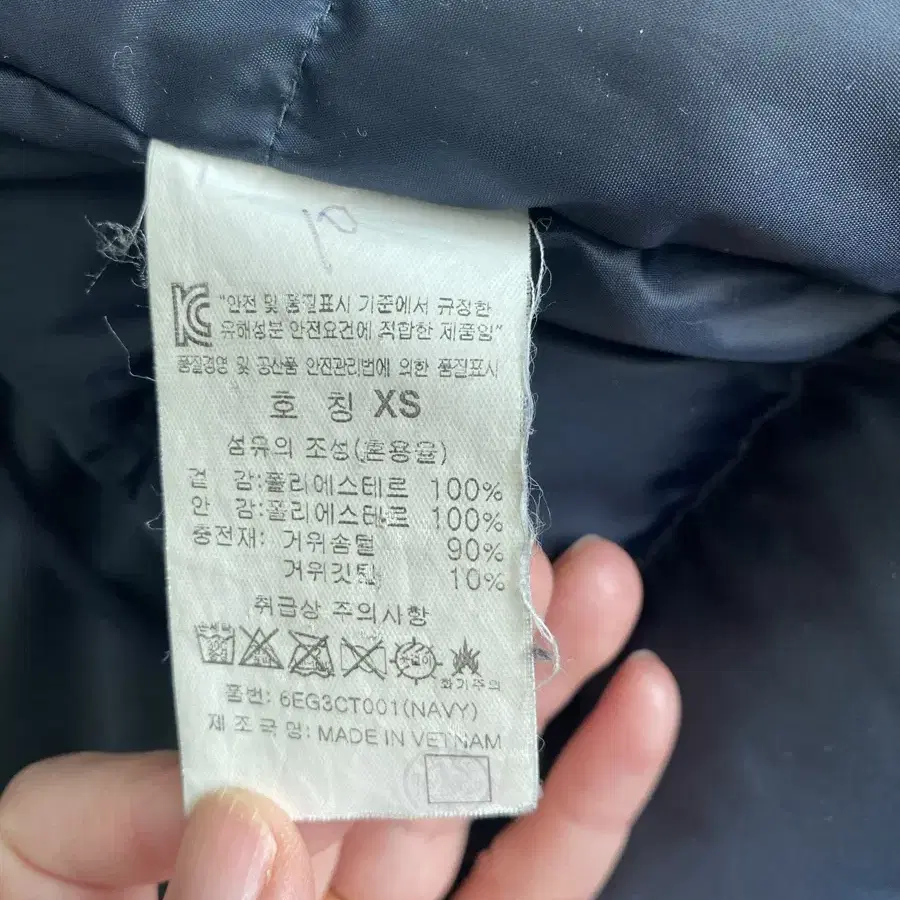 "안전 및 품질표시 기준에서 규정한
유해성분 안전요건에 적합한 제품임"
품질경영 및 공산품 안전관리법에 의한 품질표시
호 칭 XS
섬유의 조성(혼용율)
겉 감:폴리에스테르 100%
안 감:폴리에스테르 100%
충전재: 거위솜털 90%
거위깃털 10%
취급상 주의사항
손세탁
화기주의
품번: 6EG3CT001(NAVY)
제 조 국 명: MADE IN VIETNAM